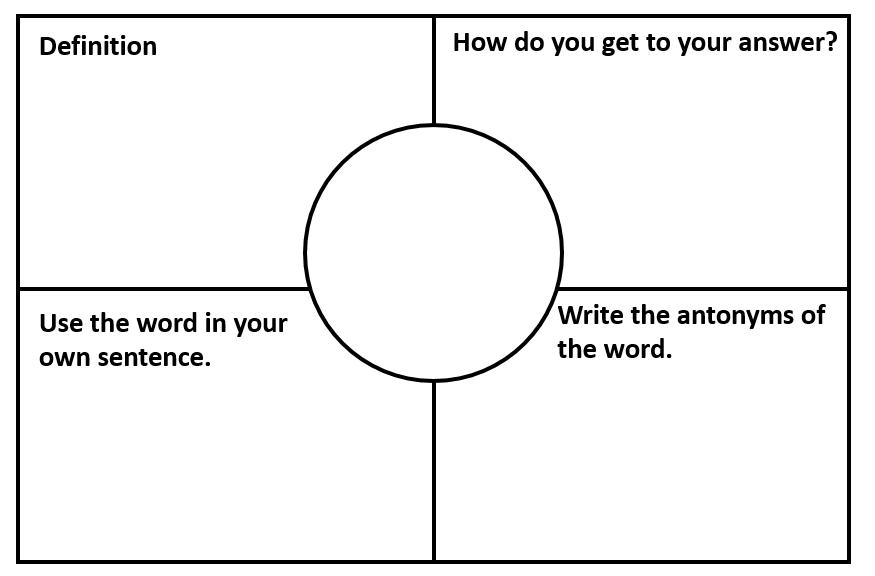 Definition
How do you get to your answer?
Use the word in your
own sentence.
Write the antonyms of
the word.